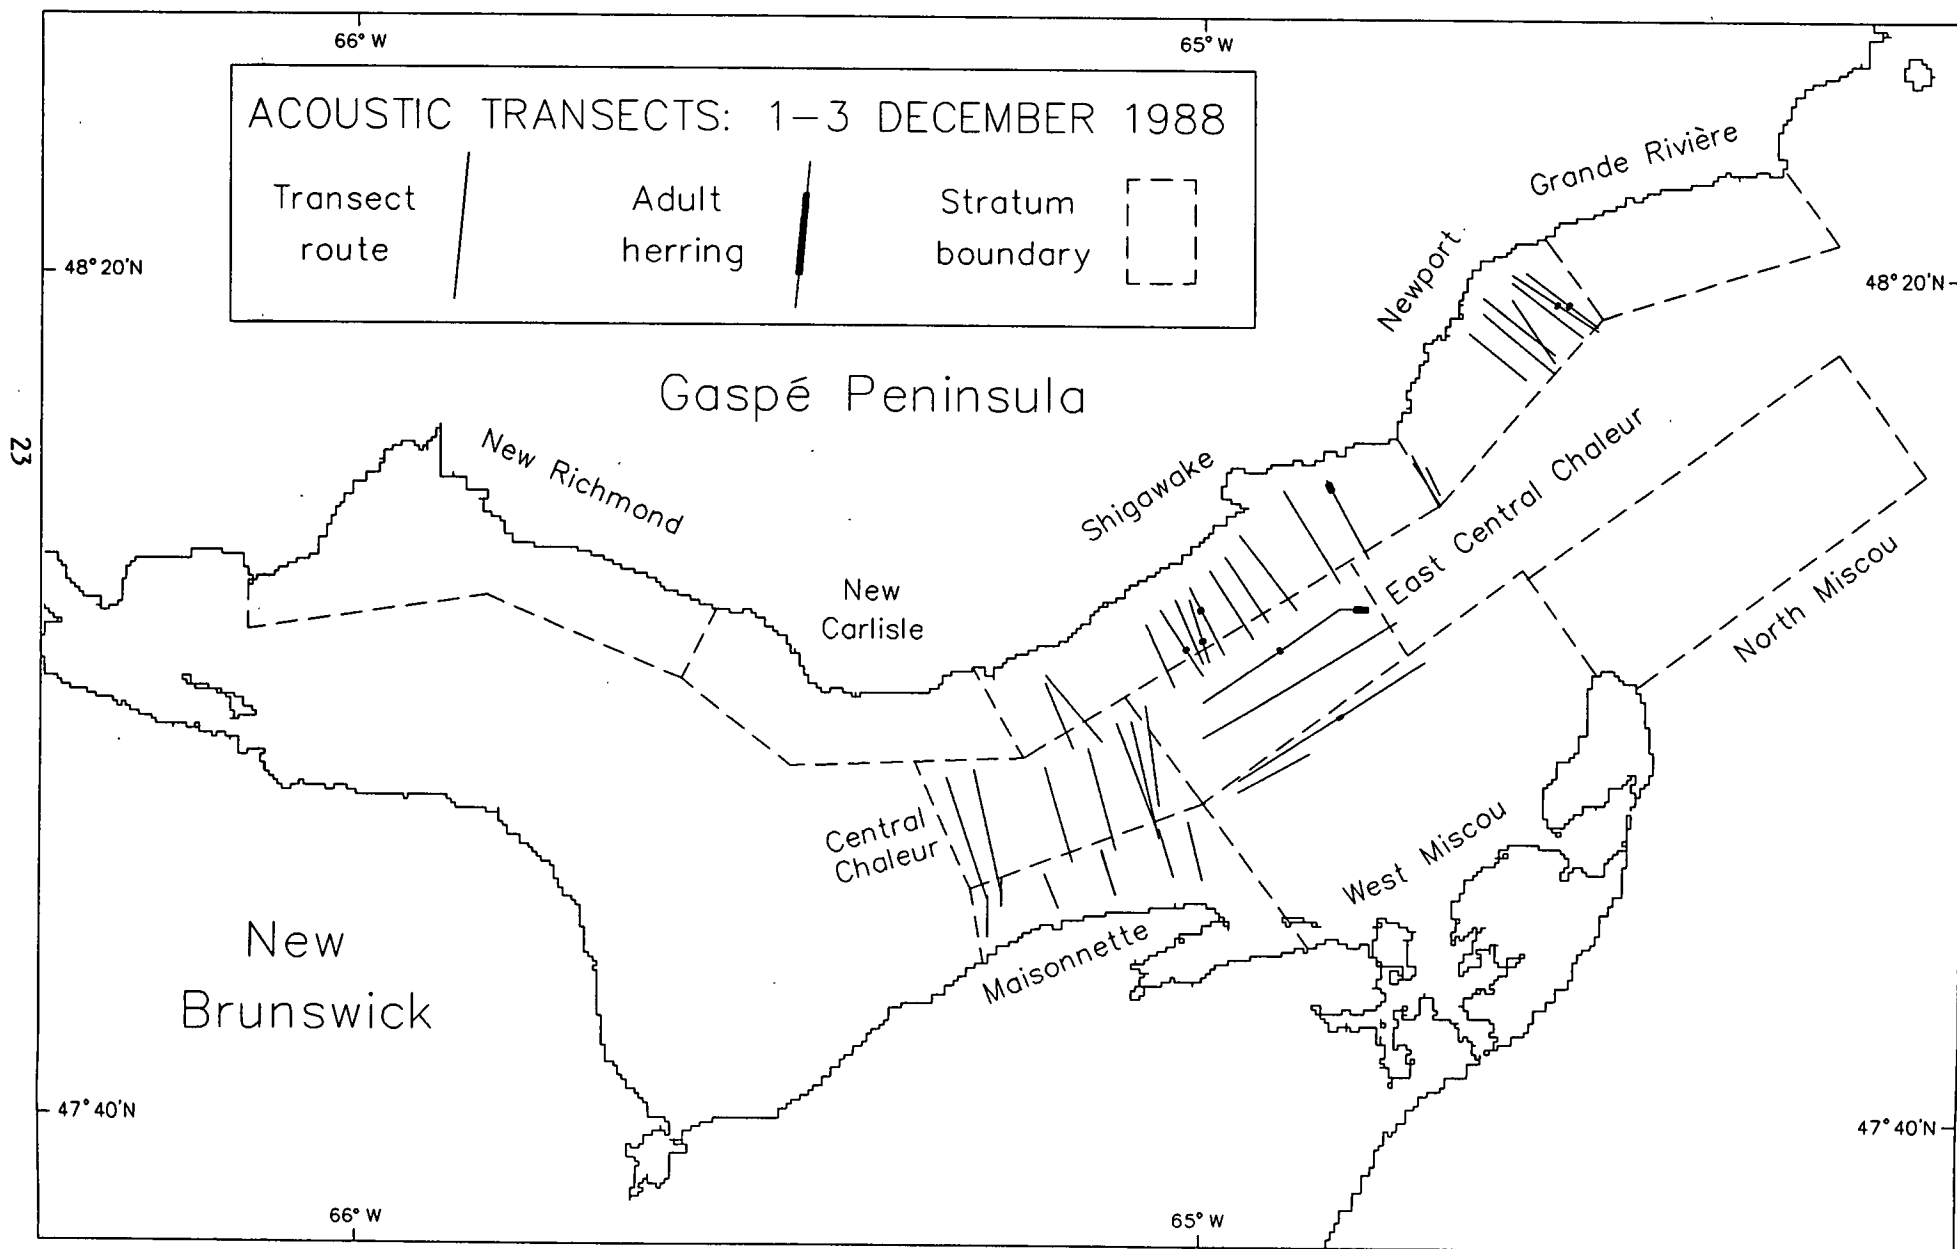 66° W
65° W
ACOUSTIC TRANSECTS: 1–3 DECEMBER 1988
Transect
route
Adult
herring
Stratum
boundary
Grande Rivière
48° 20'N
48° 20'N
Newport
Gaspé Peninsula
23
New Richmond
Shigawake
East Central Chaleur
New
Carlisle
North Miscou
Central
Chaleur
West Miscou
New
Brunswick
Maisonnette
47° 40'N
47° 40'N
66° W
65° W